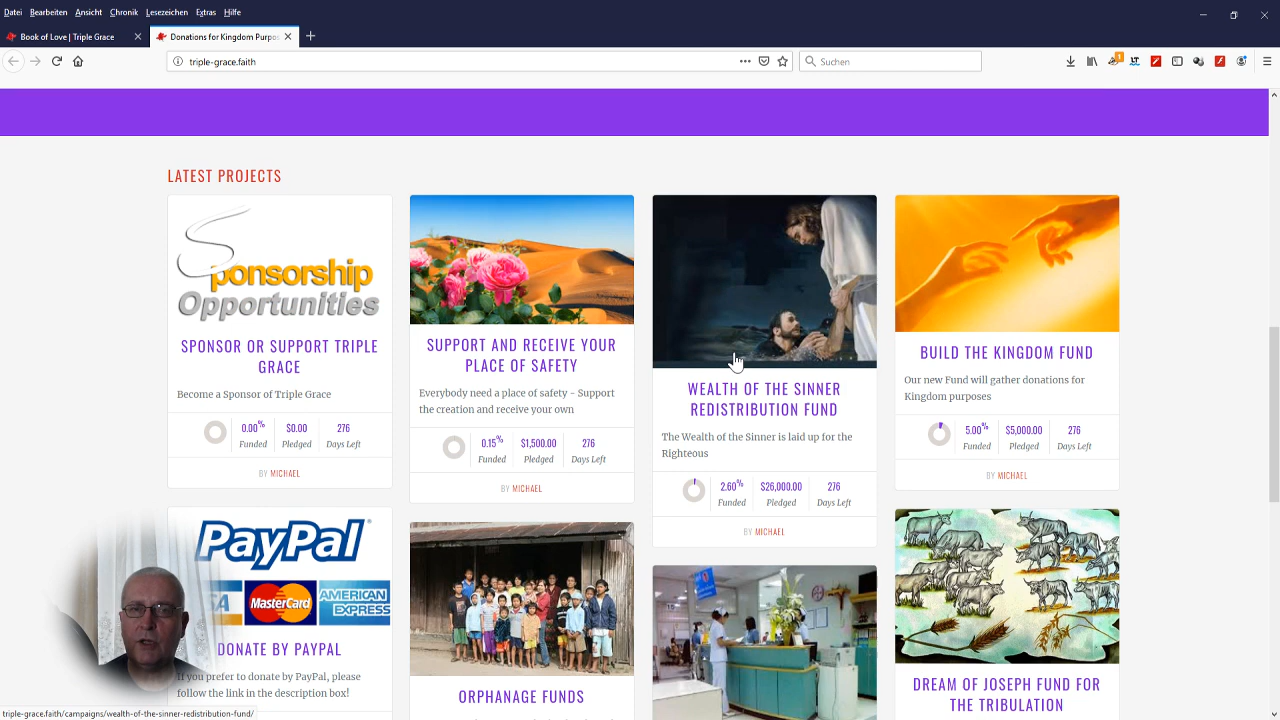 Datei Bearbeiten Ansicht Chronik Lesezeichen Extras Hilfe
Book of Love | Triple Grace
Donations for Kingdom Purpos
triple-grace.faith
Suchen
LATEST PROJECTS
Sponsorship
Opportunities
SPONSOR OR SUPPORT TRIPLE
GRACE
Become a Sponsor of Triple Grace
0.00% $0.00 276
Funded Pledged Days Left
BY MICHAEL
SUPPORT AND RECEIVE YOUR
PLACE OF SAFETY
Everybody need a place of safety - Support
the creation and receive your own
0.15% $1,500.00 276
Funded Pledged Days Left
BY MICHAEL
WEALTH OF THE SINNER
REDISTRIBUTION FUND
The Wealth of the Sinner is laid up for the
Righteous
2.60% $26,000.00 276
Funded Pledged Days Left
BY MICHAEL
BUILD THE KINGDOM FUND
Our new Fund will gather donations for
Kingdom purposes
5.00% $5,000.00 276
Funded Pledged Days Left
BY MICHAEL
PayPal
MasterCard AMERICAN
EXPRESS
DONATE BY PAYPAL
If you prefer to donate by PayPal, please
follow the link in the description box!
ORPHANAGE FUNDS
DREAM OF JOSEPH FUND FOR
THE TRIBULATION
triple-grace.faith/campaigns/wealth-of-the-sinner-redistribution-fund/